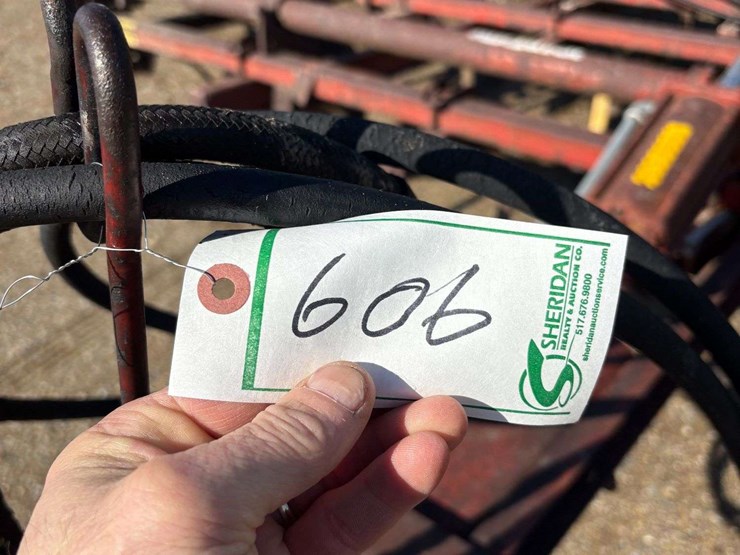 606
SHERIDAN
REALTY & AUCTION CO.
517.676.9800
sheridanauctionservice.com